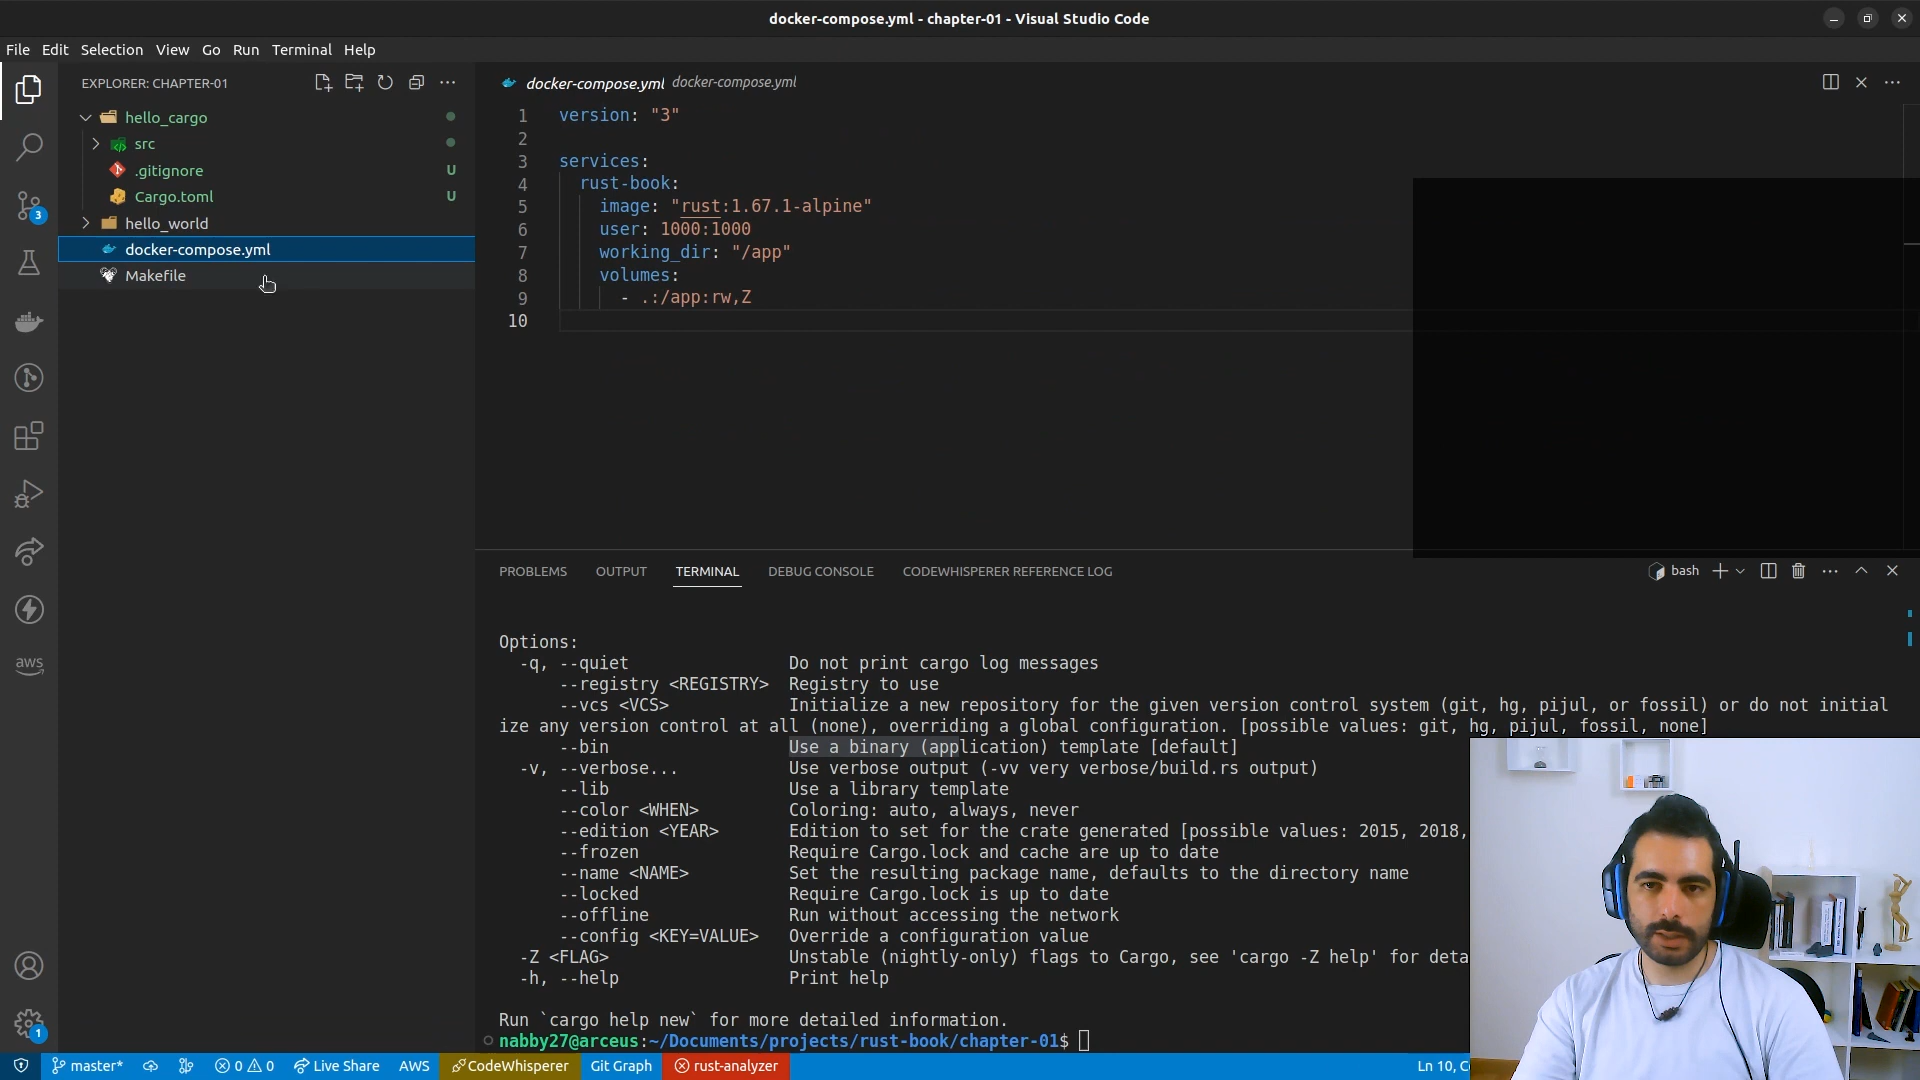 docker-compose.yml - chapter-01 - Visual Studio Code
File Edit Selection View Go Run Terminal Help
EXPLORER: CHAPTER-01
hello_cargo
src
.gitignore U
Cargo.toml U
hello_world
docker-compose.yml
Makefile
3
aws
1
docker-compose.yml docker-compose.yml
1 version: "3"
2
3 services:
4 rust-book:
5 image: "rust:1.67.1-alpine"
6 user: 1000:1000
7 working_dir: "/app"
8 volumes:
9 - .:/app:rw,Z
10
PROBLEMS OUTPUT TERMINAL DEBUG CONSOLE CODEWHISPERER REFERENCE LOG
bash
Options:
-q, --quiet Do not print cargo log messages
--registry <REGISTRY> Registry to use
--vcs <VCS> Initialize a new repository for the given version control system (git, hg, pijul, or fossil) or do not initial
ize any version control at all (none), overriding a global configuration. [possible values: git, hg, pijul, fossil, none]
--bin Use a binary (application) template [default]
-v, --verbose... Use verbose output (-vv very verbose/build.rs output)
--lib Use a library template
--color <WHEN> Coloring: auto, always, never
--edition <YEAR> Edition to set for the crate generated [possible values: 2015, 2018,
--frozen Require Cargo.lock and cache are up to date
--name <NAME> Set the resulting package name, defaults to the directory name
--locked Require Cargo.lock is up to date
--offline Run without accessing the network
--config <KEY=VALUE> Override a configuration value
-Z <FLAG> Unstable (nightly-only) flags to Cargo, see 'cargo -Z help' for deta
-h, --help Print help
Run `cargo help new` for more detailed information.
nabby27@arceus:~/Documents/projects/rust-book/chapter-01$
master* 0 0 Live Share AWS CodeWhisperer Git Graph rust-analyzer Ln 10, C